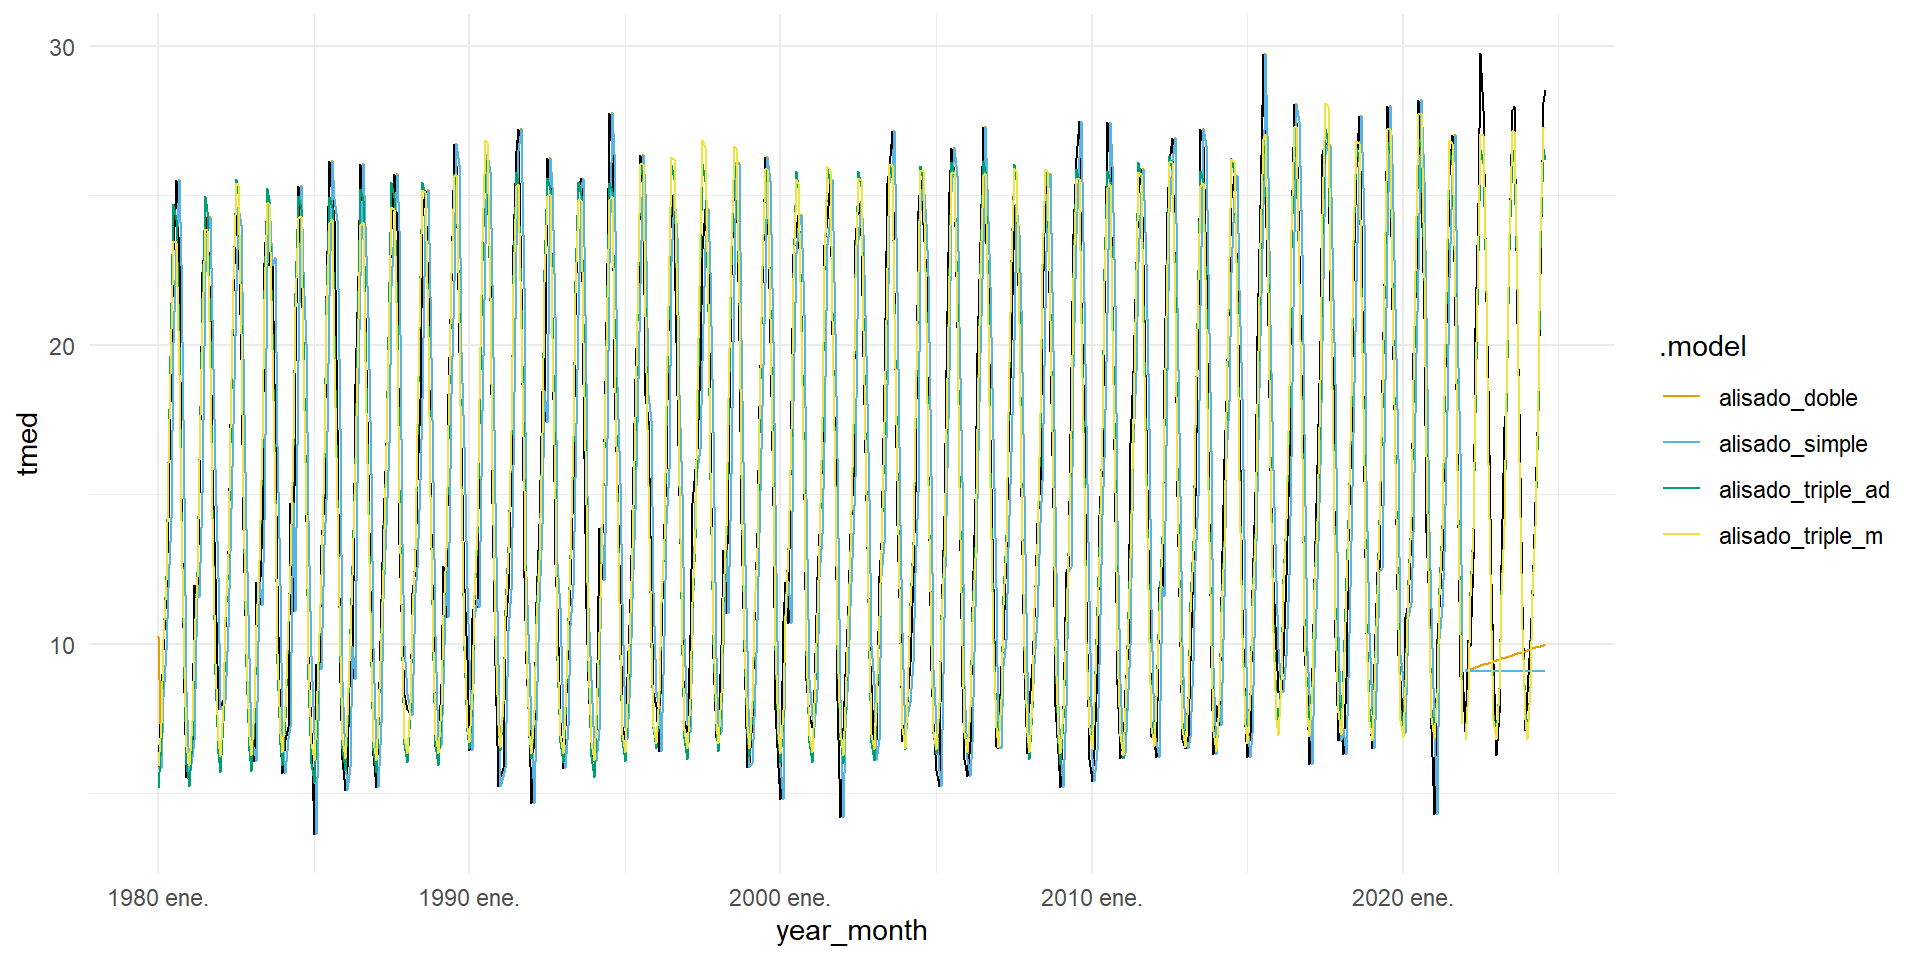 30
20
10
tmed
1980 ene.
1990 ene.
2000 ene.
2010 ene.
2020 ene.
year_month
.model
alisado_doble
alisado_simple
alisado_triple_ad
alisado_triple_m